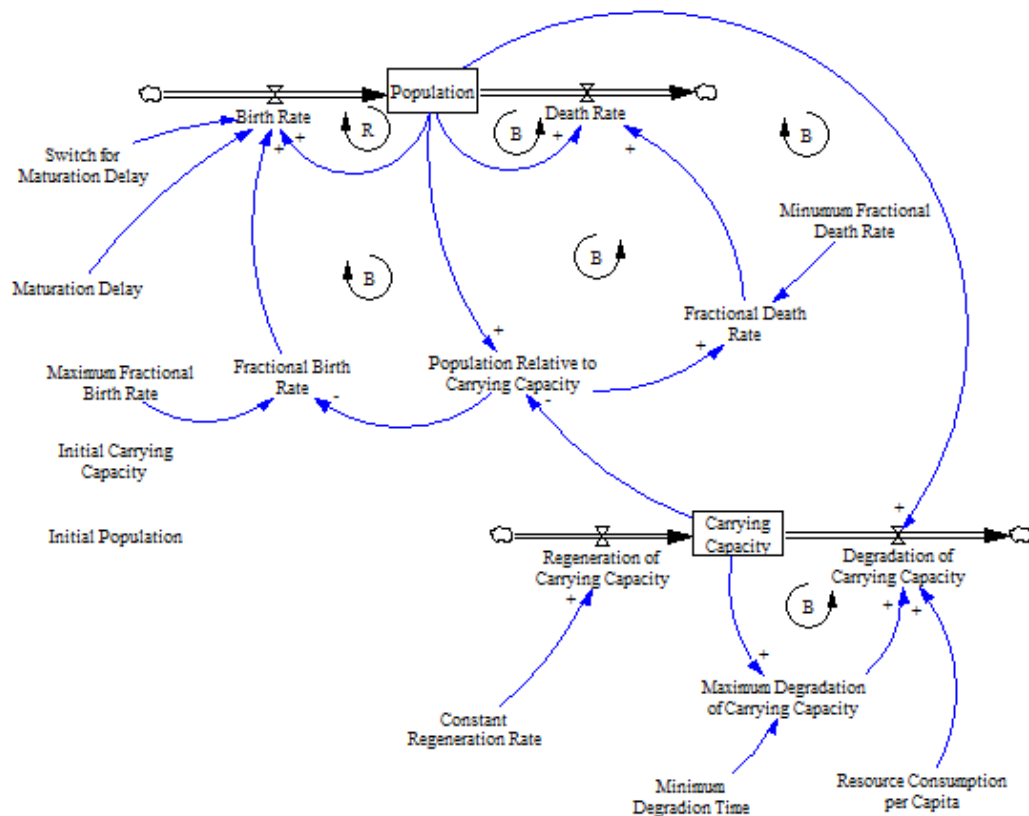 Population
Birth Rate
R
B
Death Rate
B
+
+
+
+
Switch for
Maturation Delay
Minumum Fractional
Death Rate
B
B
Maturation Delay
Fractional Death
Rate
+
+
Maximum Fractional
Birth Rate
Fractional Birth
Rate
-
Population Relative to
Carrying Capacity
-
Initial Carrying
Capacity
Initial Population
+
Carrying
Capacity
Regeneration of
Carrying Capacity
Degradation of
Carrying Capacity
+
B
+
+
+
Maximum Degradation
of Carrying Capacity
Constant
Regeneration Rate
Minimum
Degradion Time
Resource Consumption
per Capita